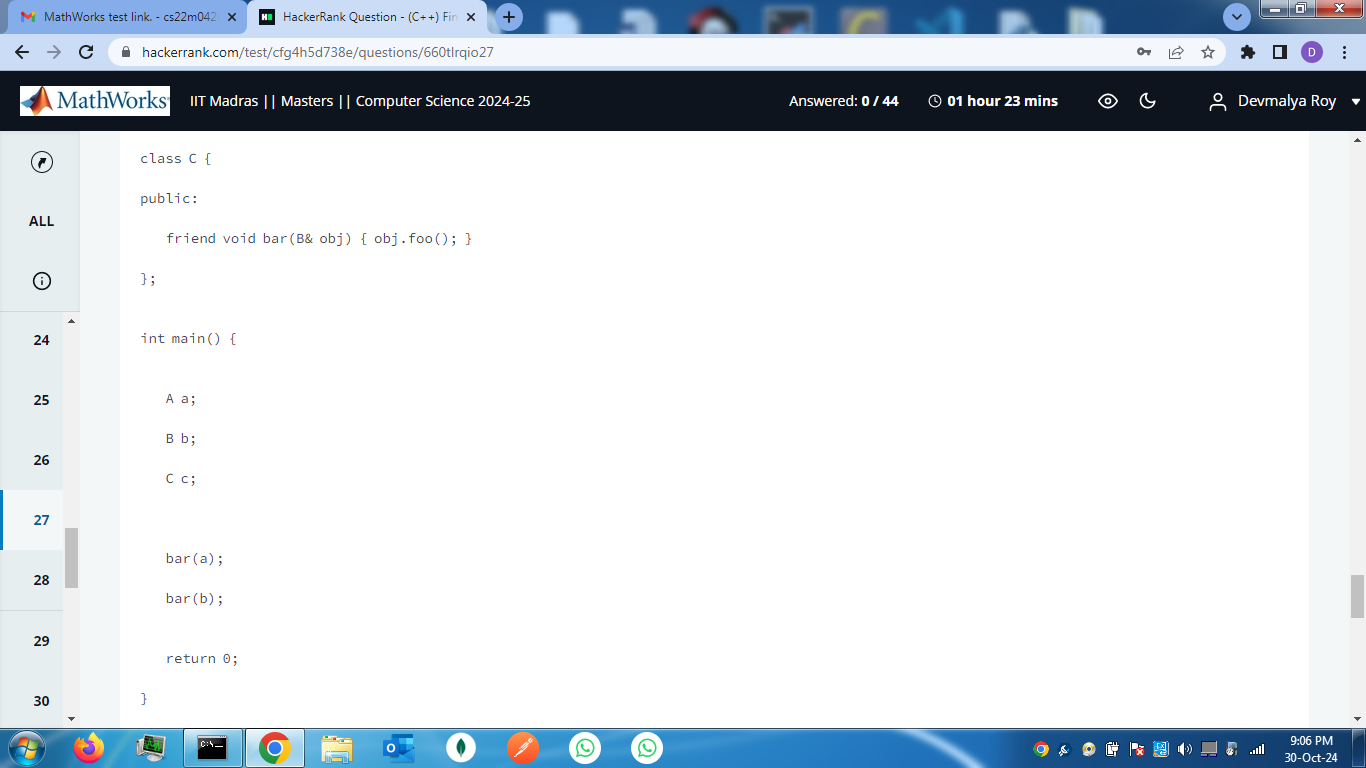 MathWorks test link. - cs22m042
HackerRank Question - (C++) Fin
hackerrank.com/test/cfg4h5d738e/questions/660tlrqio27
D
MathWorks
IIT Madras || Masters || Computer Science 2024-25
Answered: 0 / 44
01 hour 23 mins
Devmalya Roy
ALL
24
25
26
27
28
29
30
class C {
public:
friend void bar(B& obj) { obj.foo(); }
};
int main() {
A a;
B b;
C c;
bar(a);
bar(b);
return 0;
}
9:06 PM
30-Oct-24